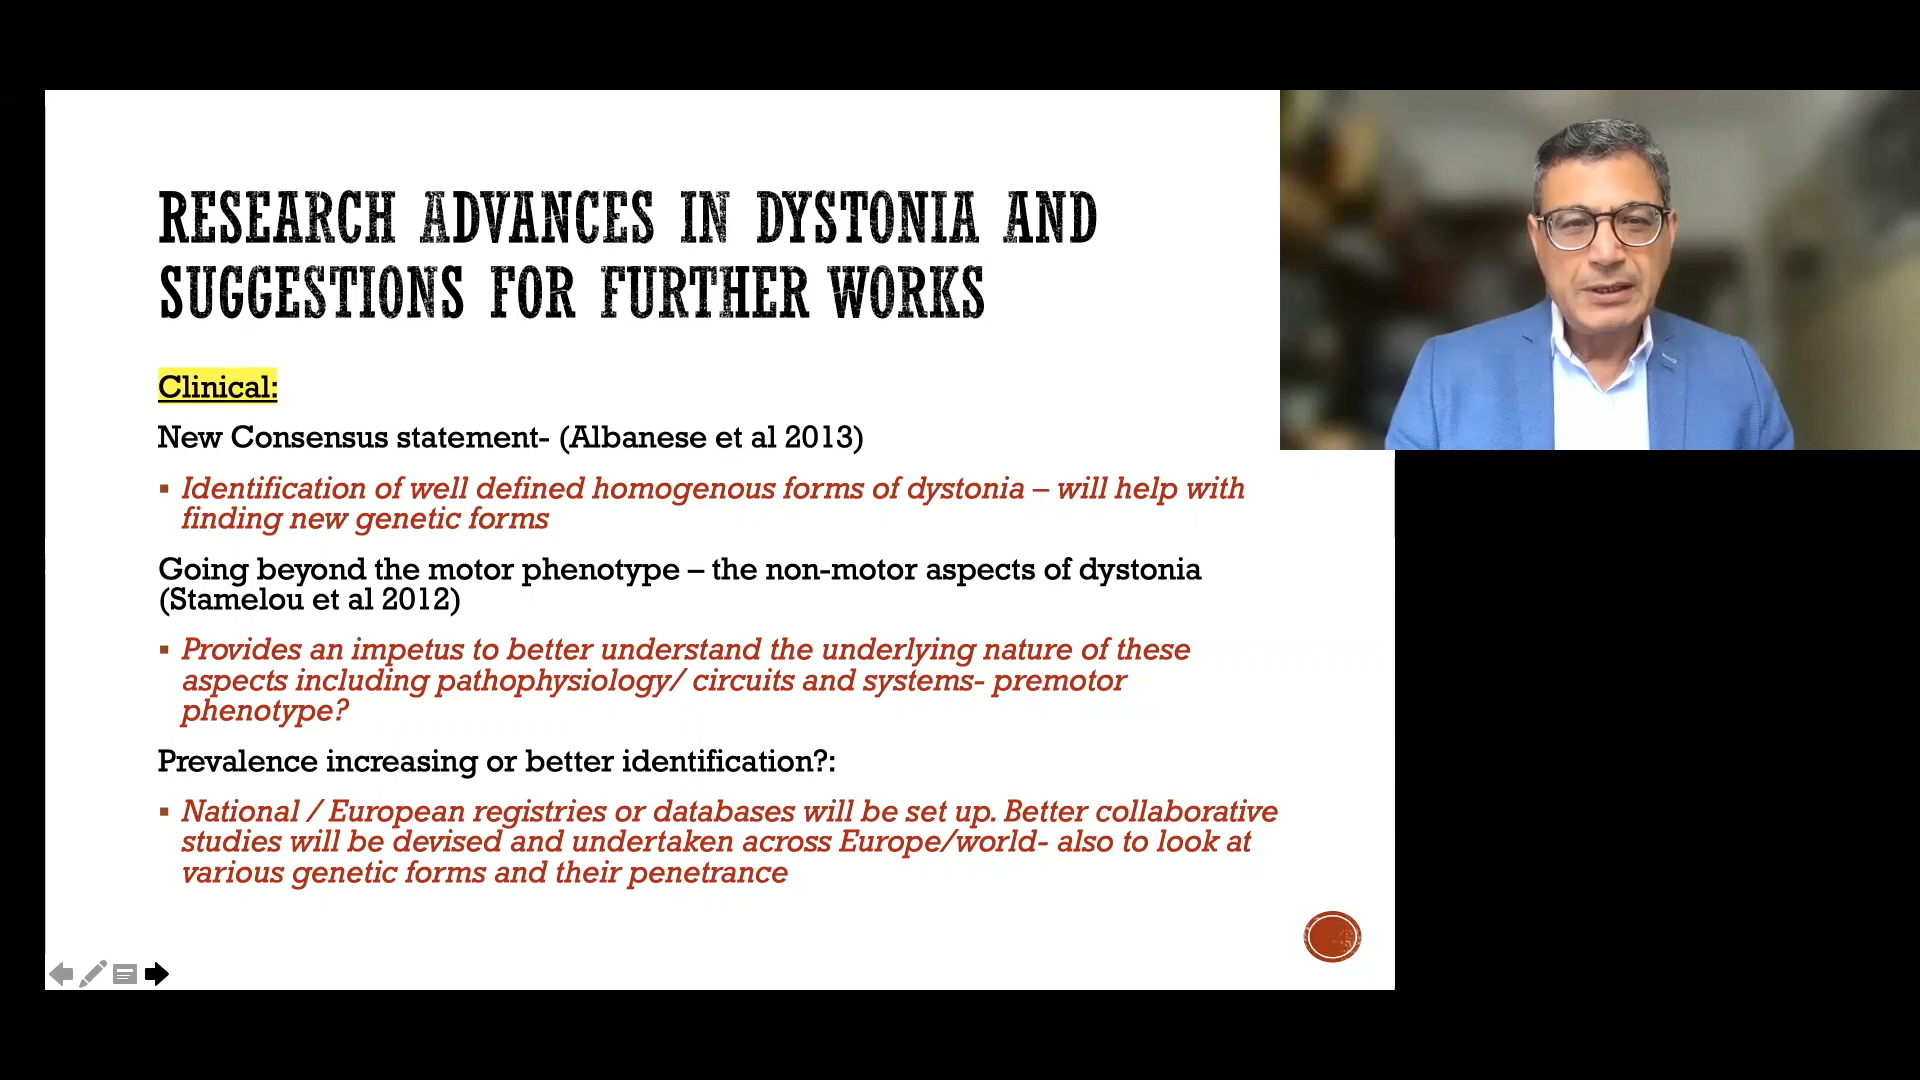 RESEARCH ADVANCES IN DYSTONIA AND
SUGGESTIONS FOR FURTHER WORKS
Clinical:
New Consensus statement- (Albanese et al 2013)
▪ Identification of well defined homogenous forms of dystonia – will help with
finding new genetic forms
Going beyond the motor phenotype – the non-motor aspects of dystonia
(Stamelou et al 2012)
▪ Provides an impetus to better understand the underlying nature of these
aspects including pathophysiology/ circuits and systems- premotor
phenotype?
Prevalence increasing or better identification?:
▪ National / European registries or databases will be set up. Better collaborative
studies will be devised and undertaken across Europe/world- also to look at
various genetic forms and their penetrance